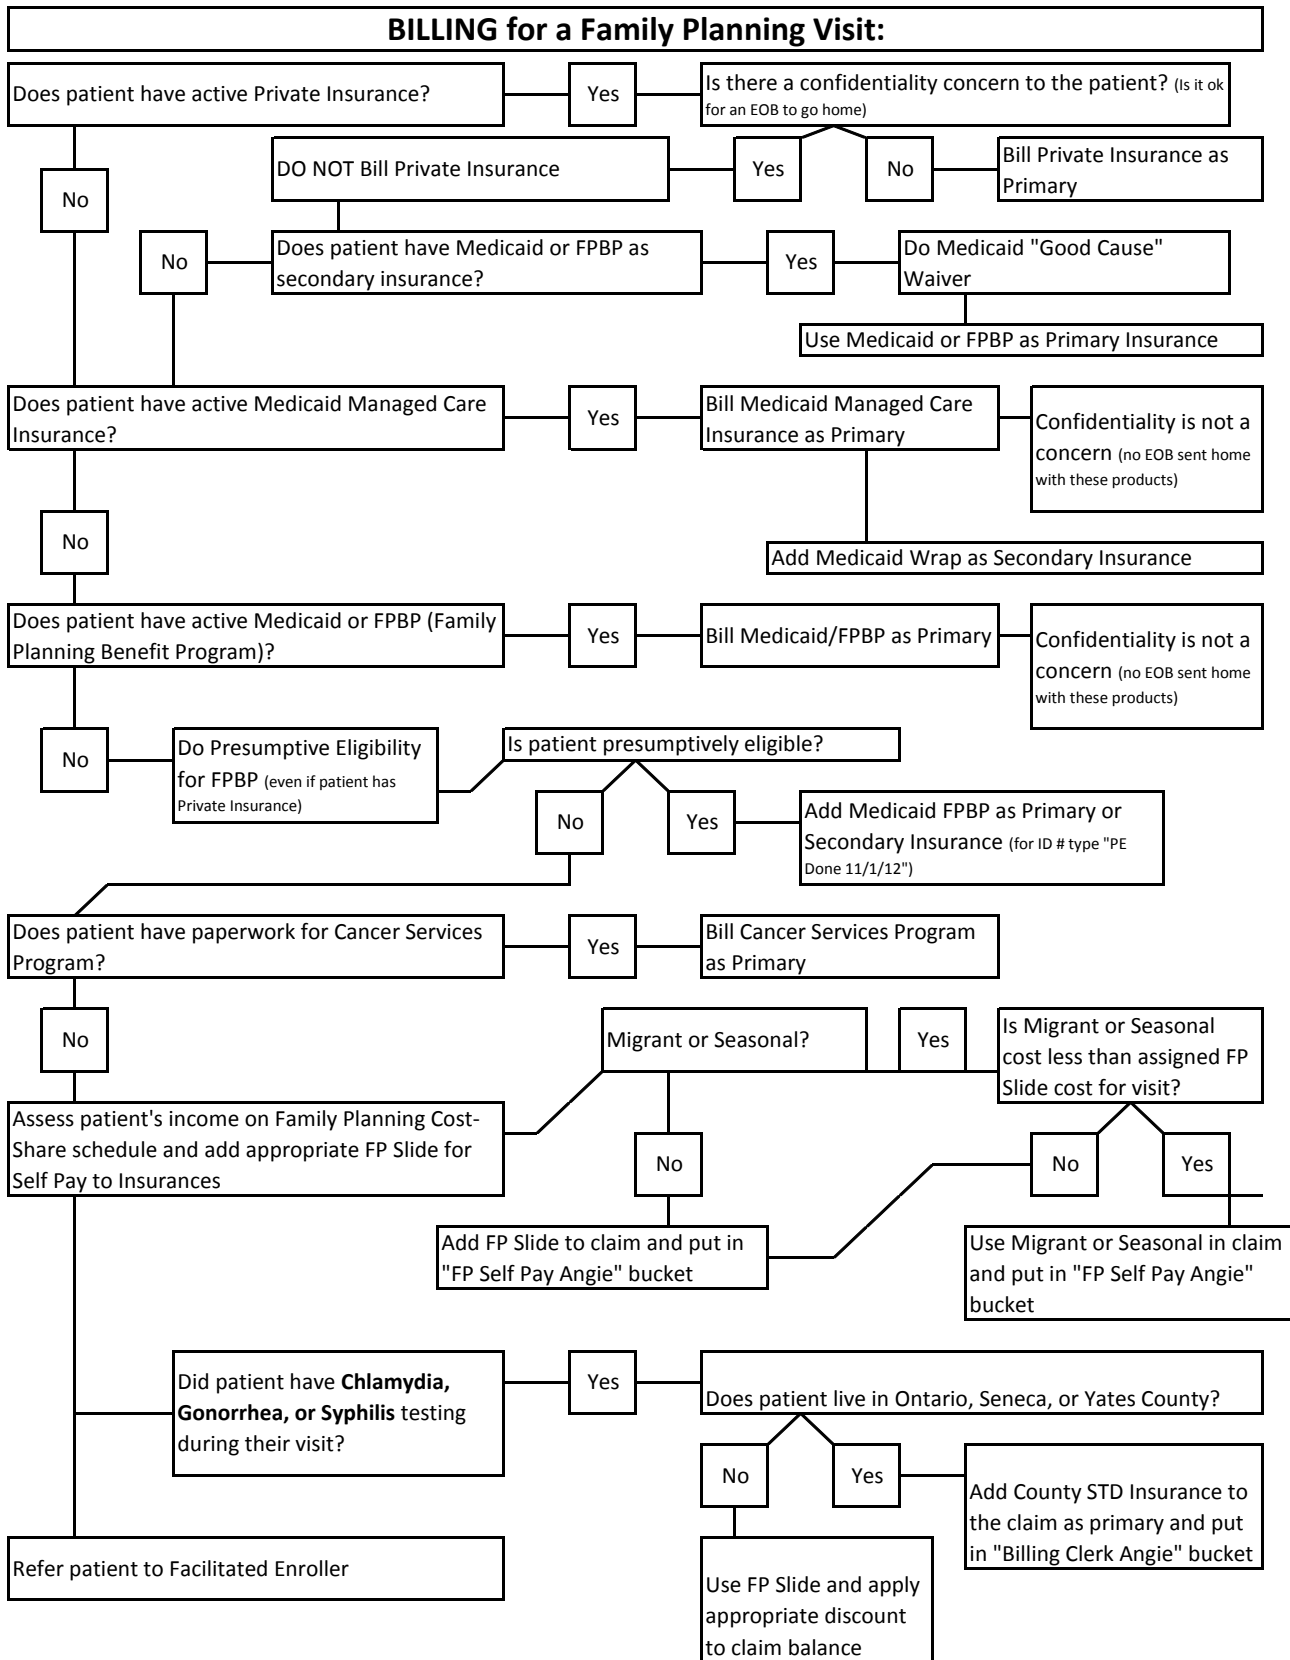 BILLING for a Family Planning Visit:
Does patient have active Private Insurance?
Yes
Is there a confidentiality concern to the patient? (Is it ok
for an EOB to go home)
No
DO NOT Bill Private Insurance
Yes
No
Bill Private Insurance as
Primary
No
Does patient have Medicaid or FPBP as
secondary insurance?
Yes
Do Medicaid "Good Cause"
Waiver
Use Medicaid or FPBP as Primary Insurance
Does patient have active Medicaid Managed Care
Insurance?
Yes
Bill Medicaid Managed Care
Insurance as Primary
Confidentiality is not a
concern (no EOB sent home
with these products)
No
Add Medicaid Wrap as Secondary Insurance
Does patient have active Medicaid or FPBP (Family
Planning Benefit Program)?
Yes
Bill Medicaid/FPBP as Primary
Confidentiality is not a
concern (no EOB sent home
with these products)
No
Do Presumptive Eligibility
for FPBP (even if patient has
Private Insurance)
Is patient presumptively eligible?
No
Yes
Add Medicaid FPBP as Primary or
Secondary Insurance (for ID # type "PE
Done 11/1/12")
Does patient have paperwork for Cancer Services
Program?
Yes
Bill Cancer Services Program
as Primary
No
Migrant or Seasonal?
Yes
Is Migrant or Seasonal
cost less than assigned FP
Slide cost for visit?
Assess patient's income on Family Planning Cost-
Share schedule and add appropriate FP Slide for
Self Pay to Insurances
No
No
Yes
Add FP Slide to claim and put in
"FP Self Pay Angie" bucket
Use Migrant or Seasonal in claim
and put in "FP Self Pay Angie"
bucket
Did patient have Chlamydia,
Gonorrhea, or Syphilis testing
during their visit?
Yes
Does patient live in Ontario, Seneca, or Yates County?
No
Yes
Add County STD Insurance to
the claim as primary and put
in "Billing Clerk Angie" bucket
Refer patient to Facilitated Enroller
Use FP Slide and apply
appropriate discount
to claim balance